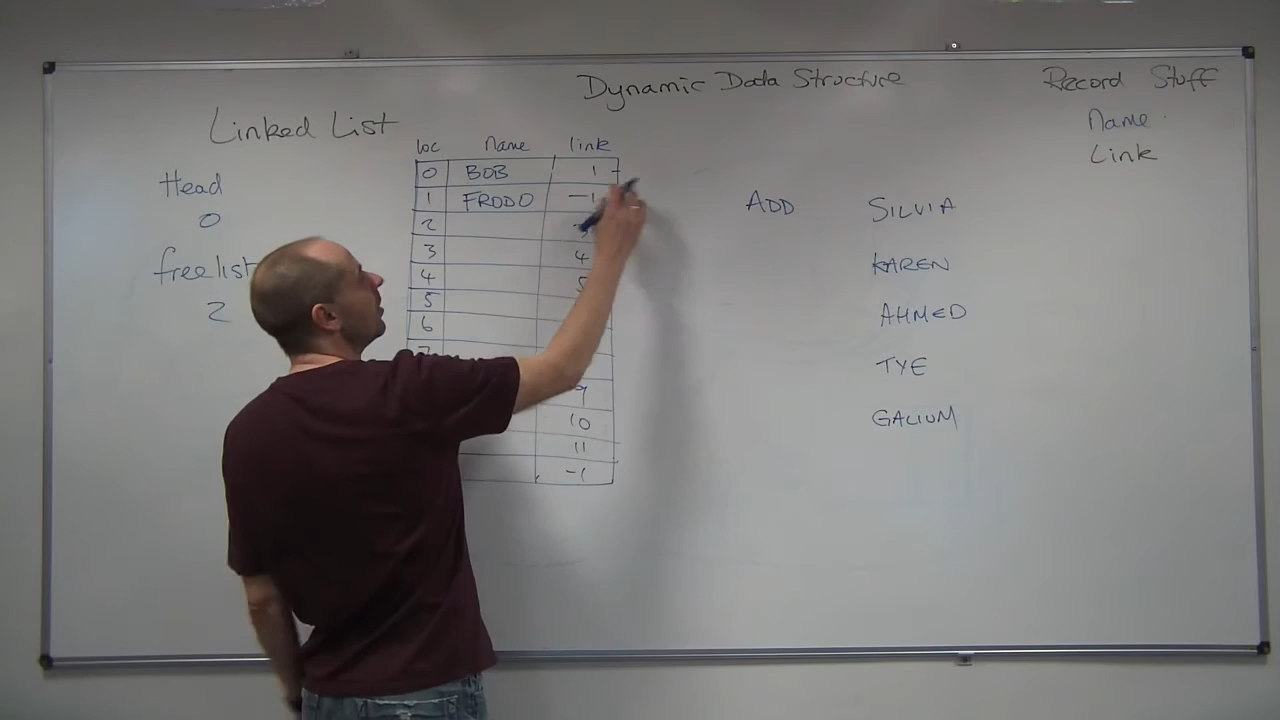 Dynamic Data Structure
Record Stuff
Name
Link
Linked List
Head
0
free list
2
loc name link
0 BOB 1
1 FRODO -1
2
3 4
4 5
5
6
9
10
11
-1
ADD SILVIA
KAREN
AHMED
TYE
GALIUM